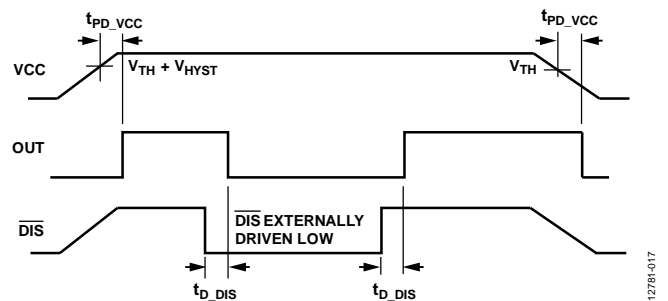 tPD_VCC
tPD_VCC
VCC
VTH + VHYST
VTH
OUT
DIS
DIS EXTERNALLY
DRIVEN LOW
tD_DIS
tD_DIS
12781-017